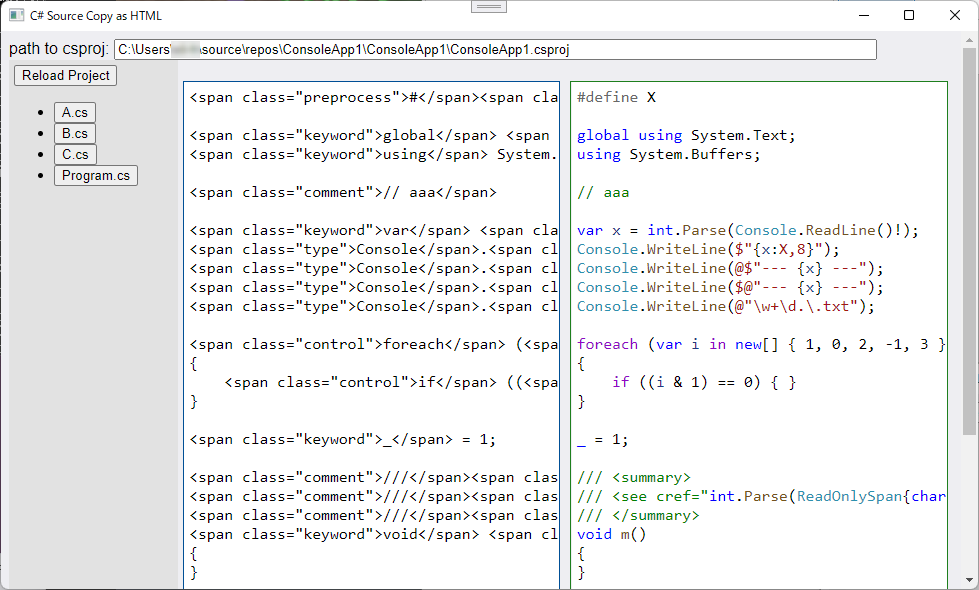 C# Source Copy as HTML
path to csproj: C:\Users\ \source\repos\ConsoleApp1\ConsoleApp1\ConsoleApp1.csproj
Reload Project
A.cs
B.cs
C.cs
Program.cs
<span class="preprocess">#</span><span cla
<span class="keyword">global</span> <span
<span class="keyword">using</span> System.
<span class="comment">// aaa</span>
<span class="keyword">var</span> <span cla
<span class="type">Console</span>.<span cl
<span class="type">Console</span>.<span cl
<span class="type">Console</span>.<span cl
<span class="type">Console</span>.<span cl
<span class="control">foreach</span> (<spa
{
    <span class="control">if</span> ((<spa
}
<span class="keyword">_</span> = 1;
<span class="comment">///</span><span clas
<span class="comment">///</span><span clas
<span class="comment">///</span><span clas
<span class="keyword">void</span> <span cl
{
}
#define X
global using System.Text;
using System.Buffers;
// aaa
var x = int.Parse(Console.ReadLine()!);
Console.WriteLine($"{x:X,8}");
Console.WriteLine(@$"--- {x} ---");
Console.WriteLine($@"--- {x} ---");
Console.WriteLine(@"\w+\d.\.txt");
foreach (var i in new[] { 1, 0, 2, -1, 3 }
{
    if ((i & 1) == 0) { }
}
_ = 1;
/// <summary>
/// <see cref="int.Parse(ReadOnlySpan{char
/// </summary>
void m()
{
}